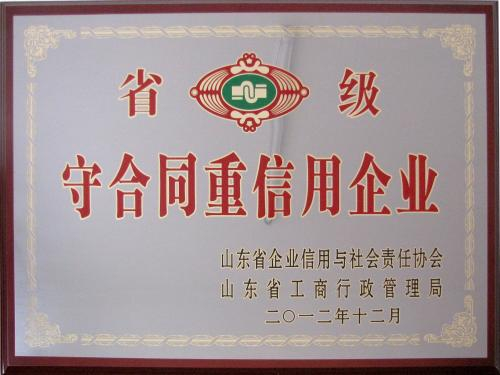 省级
守合同重信用企业
山东省企业信用与社会责任协会
山东省工商行政管理局
二〇一二年十二月